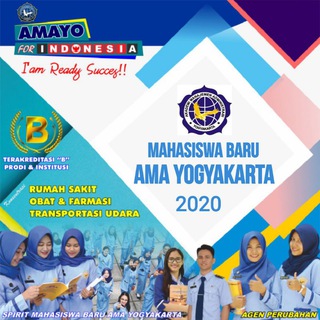 AMAYO
FOR INDONESIA
I'am Ready Succes!!
B
TERAKREDITASI "B"
PRODI & INSTITUSI
MAHASISWA BARU
AMA YOGYAKARTA
2020
RUMAH SAKIT
OBAT & FARMASI
TRANSPORTASI UDARA
SPIRIT MAHASISWA BARU AMA YOGYAKARTA
AGEN PERUBAHAN